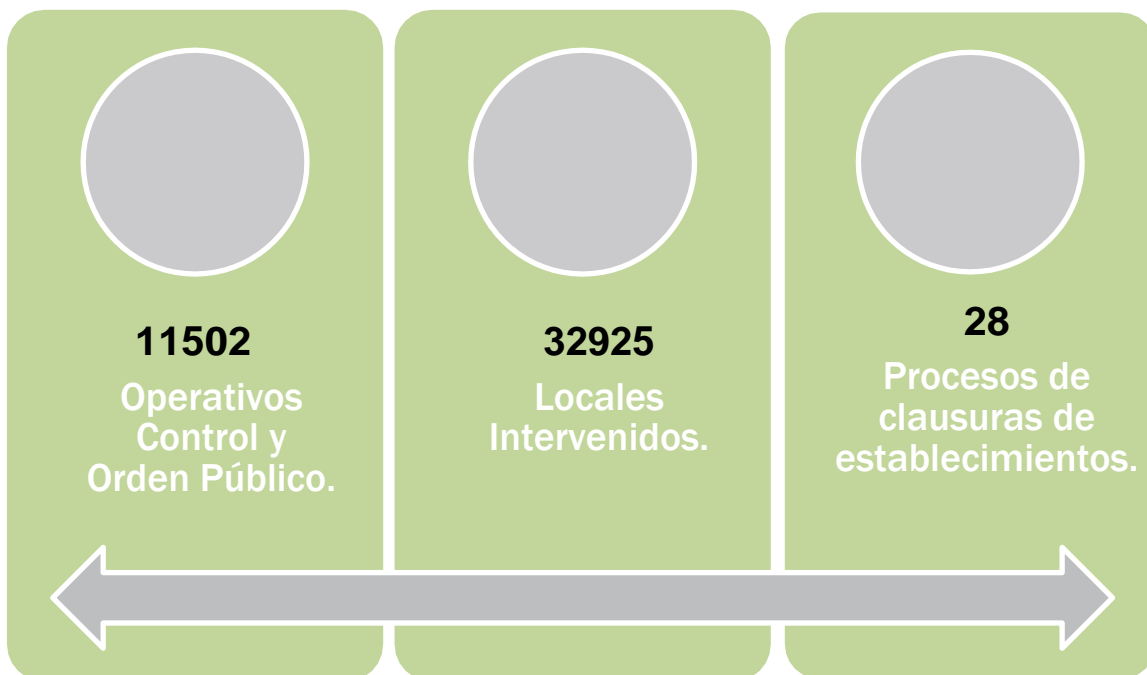 11502
Operativos
Control y
Orden Público.
32925
Locales
Intervenidos.
28
Procesos de
clausuras de
establecimientos.